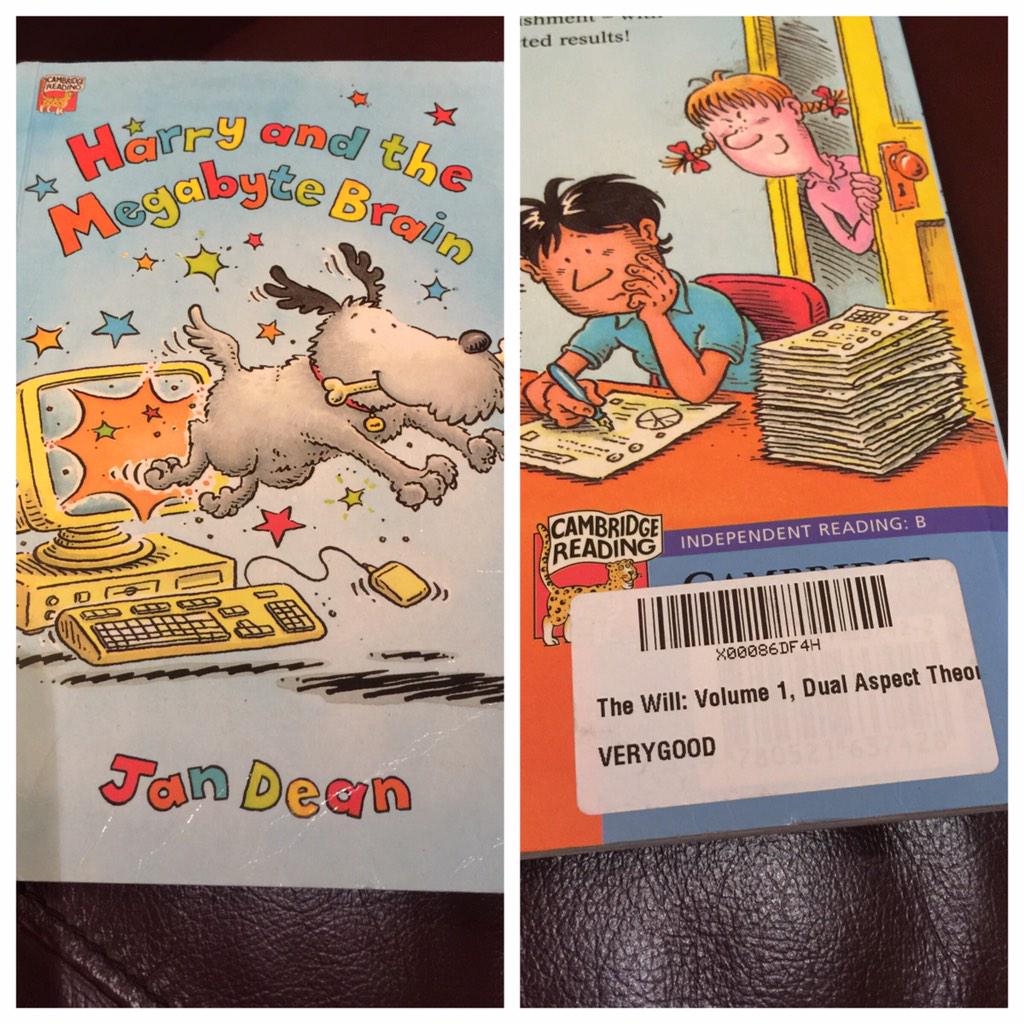 CAMBRIDGE
READING
Harry and the
Megabyte Brain
Jan Dean
ted results!
CAMBRIDGE
READING
INDEPENDENT READING: B
X00086DF4H
The Will: Volume 1, Dual Aspect Theor
VERYGOOD